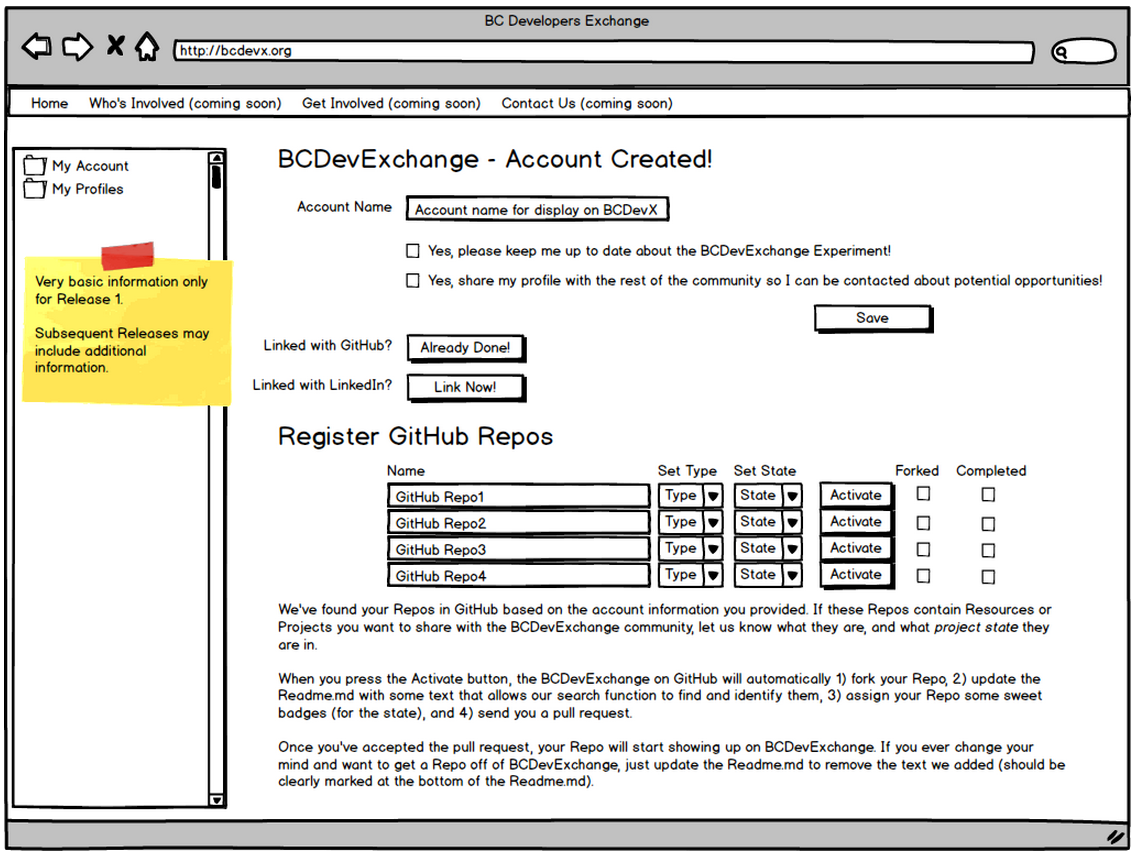 BC Developers Exchange
http://bcdevx.org
Home Who's Involved (coming soon) Get Involved (coming soon) Contact Us (coming soon)
My Account
My Profiles
Very basic information only
for Release 1.
Subsequent Releases may
include additional
information.
BCDevExchange - Account Created!
Account Name Account name for display on BCDevX
Yes, please keep me up to date about the BCDevExchange Experiment!
Yes, share my profile with the rest of the community so I can be contacted about potential opportunities!
Save
Linked with GitHub? Already Done!
Linked with LinkedIn? Link Now!
Register GitHub Repos
Name Set Type Set State Forked Completed
GitHub Repo1 Type State Activate
GitHub Repo2 Type State Activate
GitHub Repo3 Type State Activate
GitHub Repo4 Type State Activate
We've found your Repos in GitHub based on the account information you provided. If these Repos contain Resources or
Projects you want to share with the BCDevExchange community, let us know what they are, and what project state they
are in.
When you press the Activate button, the BCDevExchange on GitHub will automatically 1) fork your Repo, 2) update the
Readme.md with some text that allows our search function to find and identify them, 3) assign your Repo some sweet
badges (for the state), and 4) send you a pull request.
Once you've accepted the pull request, your Repo will start showing up on BCDevExchange. If you ever change your
mind and want to get a Repo off of BCDevExchange, just update the Readme.md to remove the text we added (should be
clearly marked at the bottom of the Readme.md).